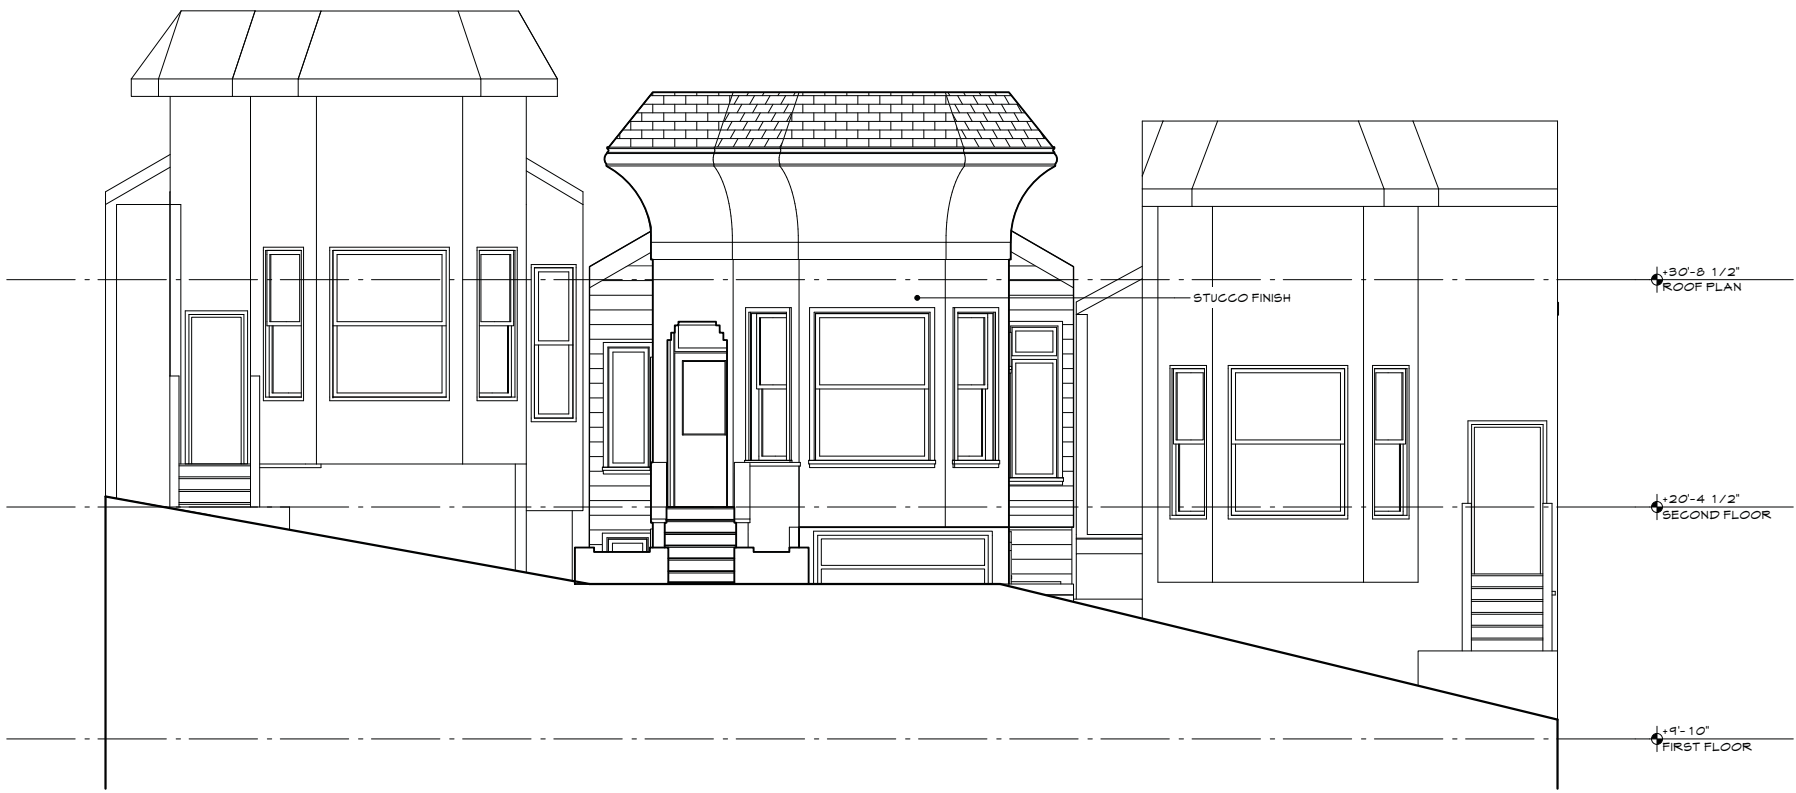 +30'-8 1/2"
ROOF PLAN
STUCCO FINISH
+20'-4 1/2"
SECOND FLOOR
+9'-10"
FIRST FLOOR